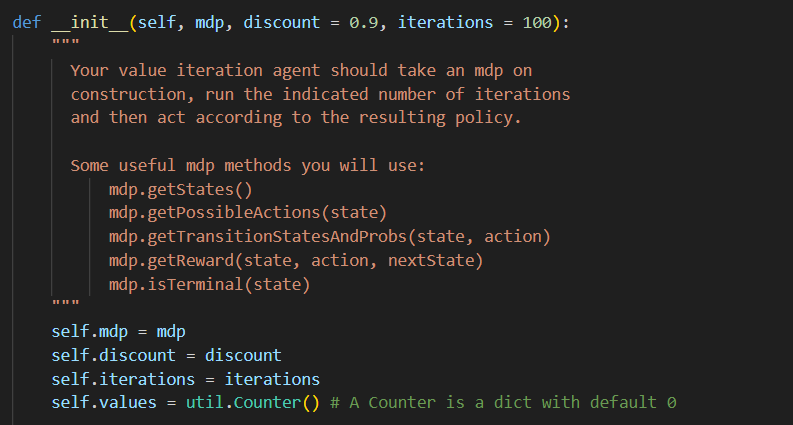 def __init__(self, mdp, discount = 0.9, iterations = 100):
"""
Your value iteration agent should take an mdp on
construction, run the indicated number of iterations
and then act according to the resulting policy.
Some useful mdp methods you will use:
mdp.getStates()
mdp.getPossibleActions(state)
mdp.getTransitionStatesAndProbs(state, action)
mdp.getReward(state, action, nextState)
mdp.isTerminal(state)
"""
self.mdp = mdp
self.discount = discount
self.iterations = iterations
self.values = util.Counter() # A Counter is a dict with default 0